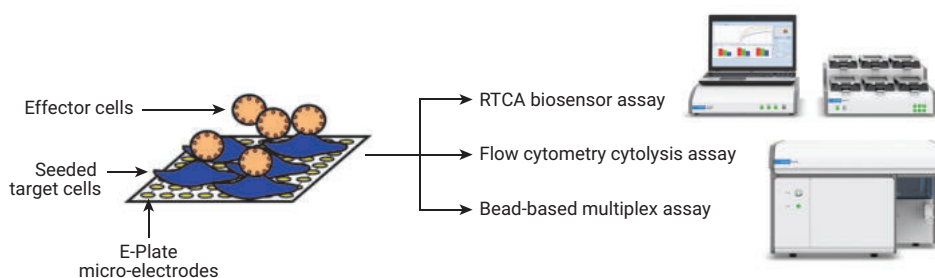 Effector cells
Seeded
target cells
E-Plate
micro-electrodes
RTCA biosensor assay
Flow cytometry cytolysis assay
Bead-based multiplex assay